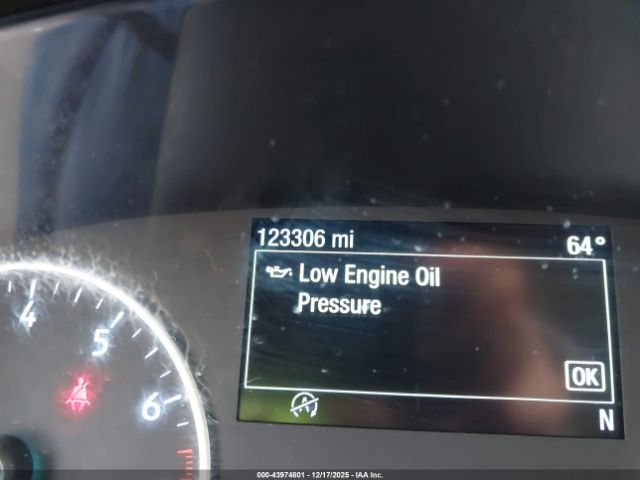 123306 mi 64°
Low Engine Oil
Pressure
OK
A
N
4
5
6
000-43974801 / 12/17/2025 - IAA Inc.